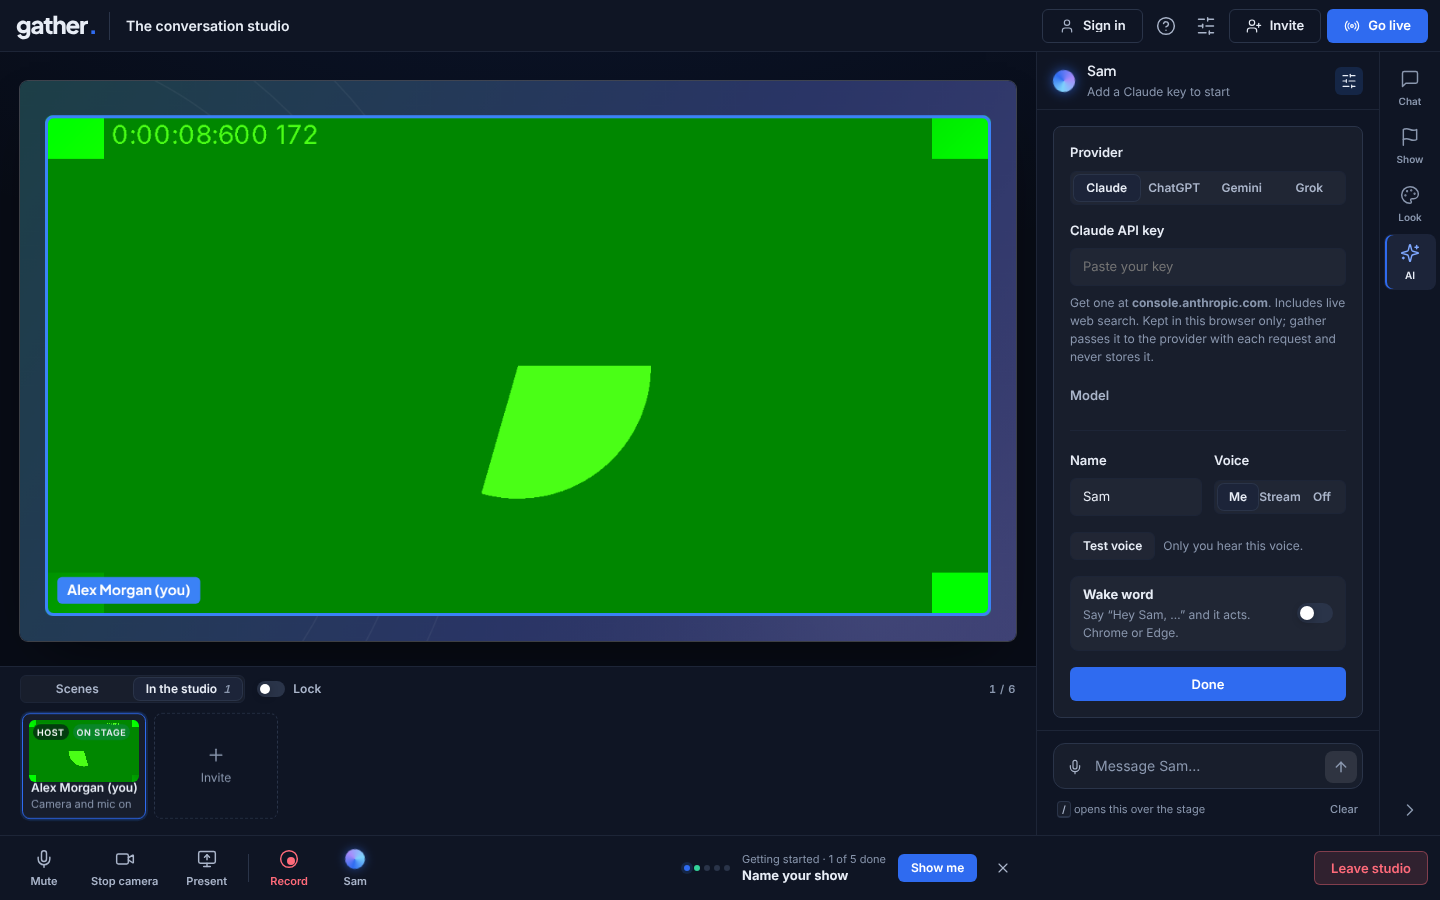 gather.
The conversation studio
Sign in
Invite
Go live
0:00:08:600 172
Alex Morgan (you)
Sam
Add a Claude key to start
Provider
Claude ChatGPT Gemini Grok
Claude API key
Paste your key
Get one at console.anthropic.com. Includes live
web search. Kept in this browser only; gather
passes it to the provider with each request and
never stores it.
Model
Name Voice
Sam
Me Stream Off
Test voice Only you hear this voice.
Wake word
Say “Hey Sam, ...” and it acts.
Chrome or Edge.
Done
Message Sam...
/ opens this over the stage
Clear
Chat
Show
Look
AI
Scenes
In the studio 1
Lock
1 / 6
HOST ON STAGE
Alex Morgan (you)
Camera and mic on
Invite
Mute
Stop camera
Present
Record
Sam
Getting started · 1 of 5 done
Name your show
Show me
Leave studio